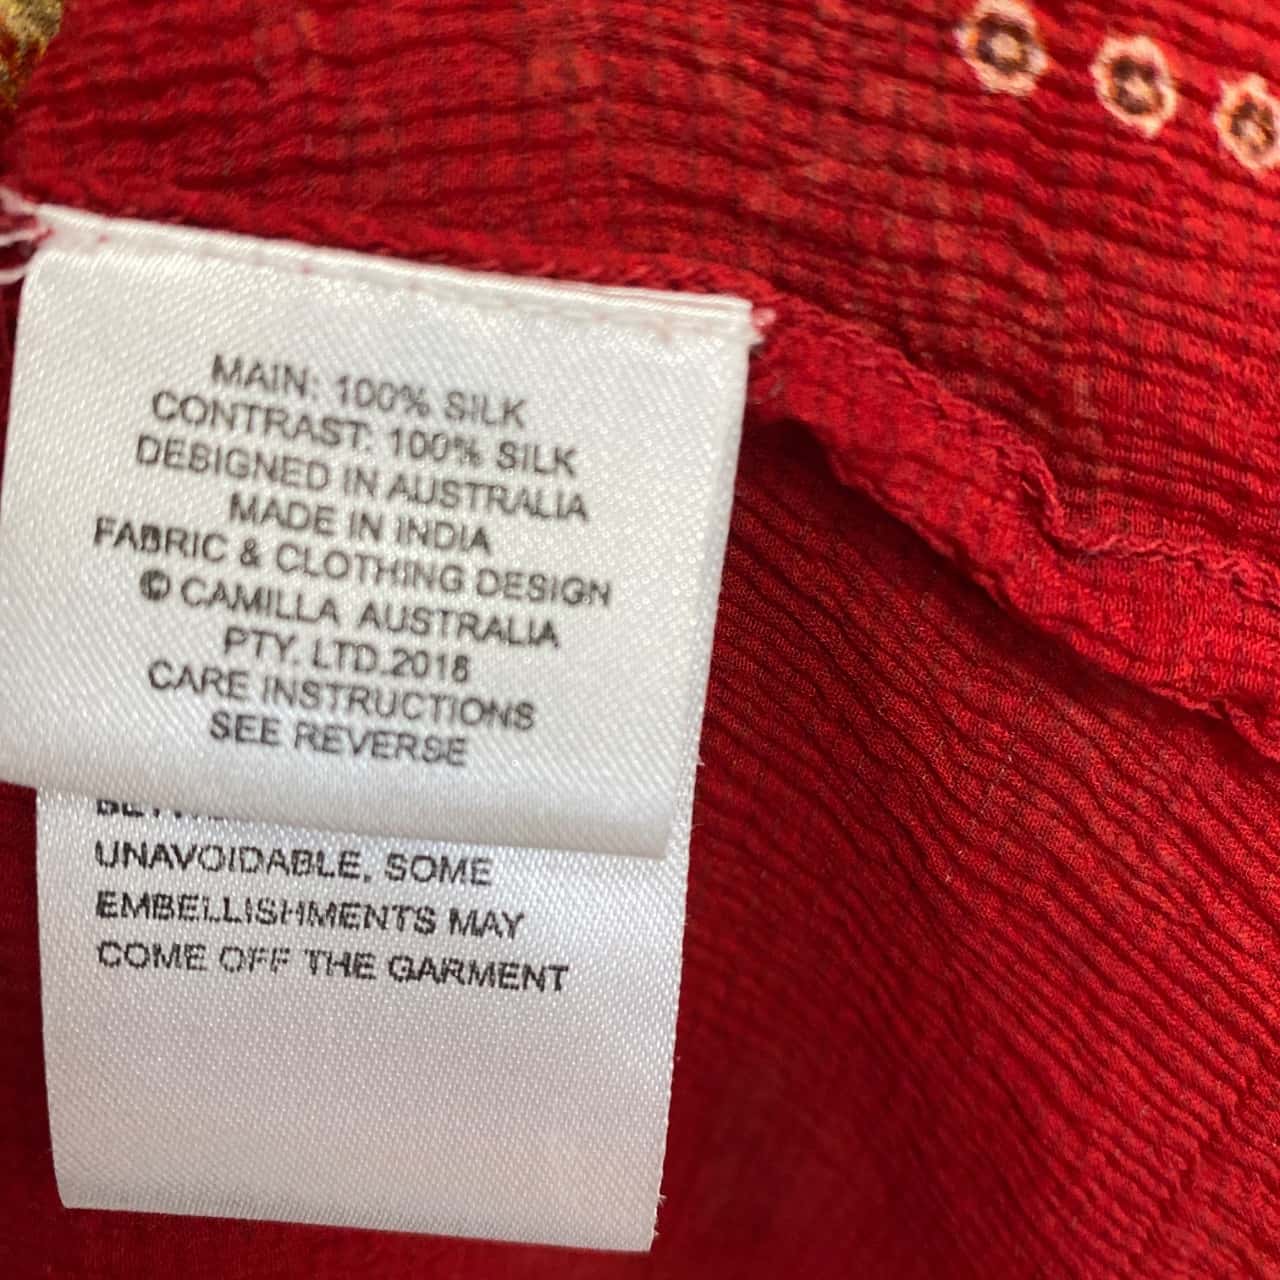 MAIN: 100% SILK
CONTRAST: 100% SILK
DESIGNED IN AUSTRALIA
MADE IN INDIA
FABRIC & CLOTHING DESIGN
© CAMILLA AUSTRALIA
PTY. LTD.2018
CARE INSTRUCTIONS
SEE REVERSE
UNAVOIDABLE, SOME
EMBELLISHMENTS MAY
COME OFF THE GARMENT